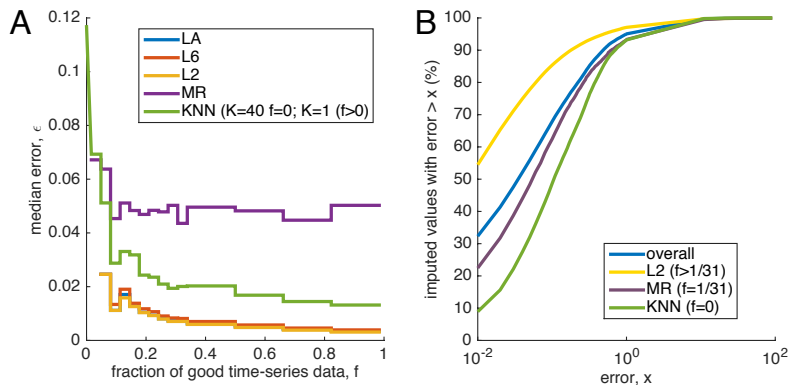 A
0.12
0.1
0.08
0.06
0.04
0.02
0
median error, ϵ
LA
L6
L2
MR
KNN (K=40 f=0; K=1 (f>0)
0
0.2
0.4
0.6
0.8
1
fraction of good time-series data, f
B
100
90
80
70
60
50
40
30
20
10
0
imputed values with error > x (%)
overall
L2 (f>1/31)
MR (f=1/31)
KNN (f=0)
10^-2
10^0
10^2
error, x